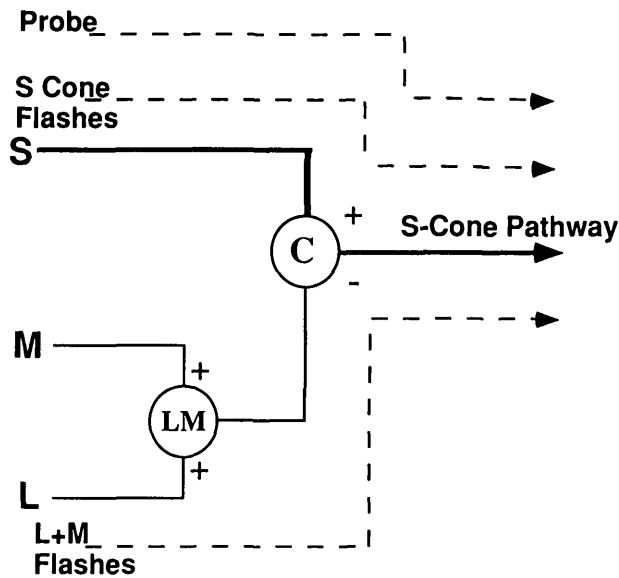 Probe
S Cone
Flashes
S
+
S-Cone Pathway
C
-
M
+
LM
+
L
L+M
Flashes